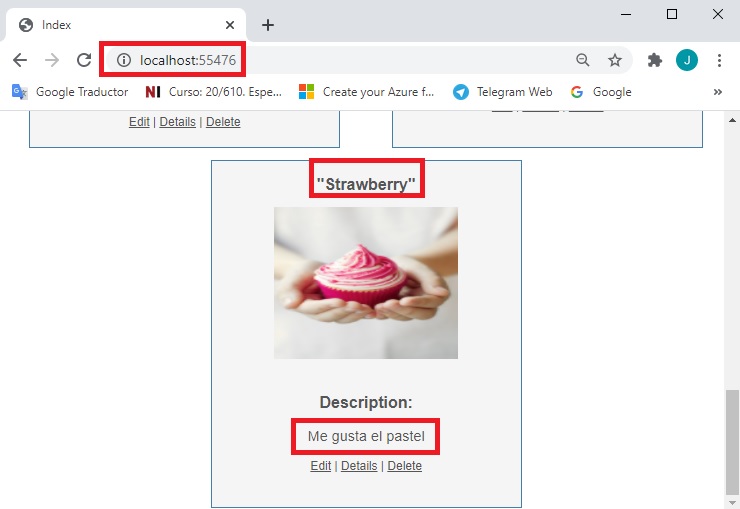 Index
localhost:55476
J
Google Traductor
NI Curso: 20/610. Espe...
Create your Azure f...
Telegram Web
Google
»
Edit | Details | Delete
"Strawberry"
Description:
Me gusta el pastel
Edit | Details | Delete